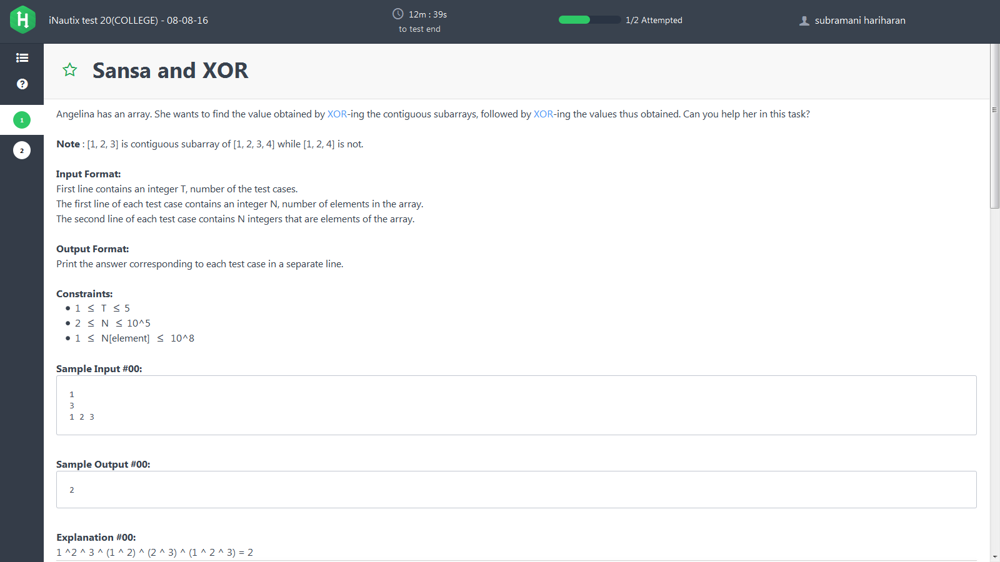 iNautix test 20(COLLEGE) - 08-08-16
12m : 39s
to test end
1/2 Attempted
subramani hariharan
Sansa and XOR
1
2
Angelina has an array. She wants to find the value obtained by XOR-ing the contiguous subarrays, followed by XOR-ing the values thus obtained. Can you help her in this task?
Note : [1, 2, 3] is contiguous subarray of [1, 2, 3, 4] while [1, 2, 4] is not.
Input Format:
First line contains an integer T, number of the test cases.
The first line of each test case contains an integer N, number of elements in the array.
The second line of each test case contains N integers that are elements of the array.
Output Format:
Print the answer corresponding to each test case in a separate line.
Constraints:
• 1 ≤ T ≤ 5
• 2 ≤ N ≤ 10^5
• 1 ≤ N[element] ≤ 10^8
Sample Input #00:
1
3
1 2 3
Sample Output #00:
2
Explanation #00:
1 ^2 ^ 3 ^ (1 ^ 2) ^ (2 ^ 3) ^ (1 ^ 2 ^ 3) = 2